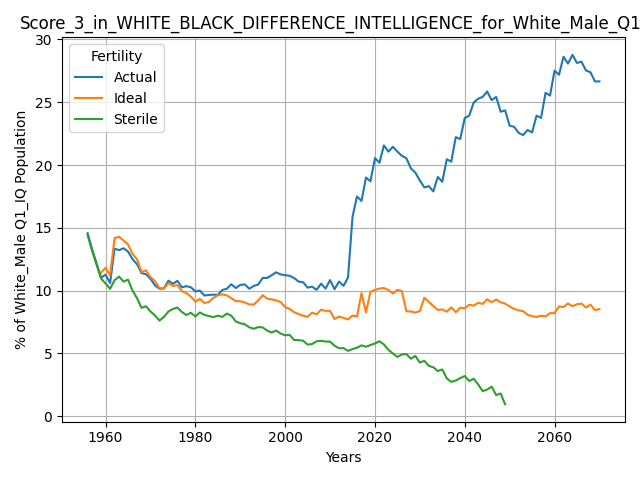 Score_3_in_WHITE_BLACK_DIFFERENCE_INTELLIGENCE_for_White_Male_Q1
Fertility
Actual
Ideal
Sterile
% of White_Male Q1_IQ Population
30
25
20
15
10
5
0
1960 1980 2000 2020 2040 2060
Years